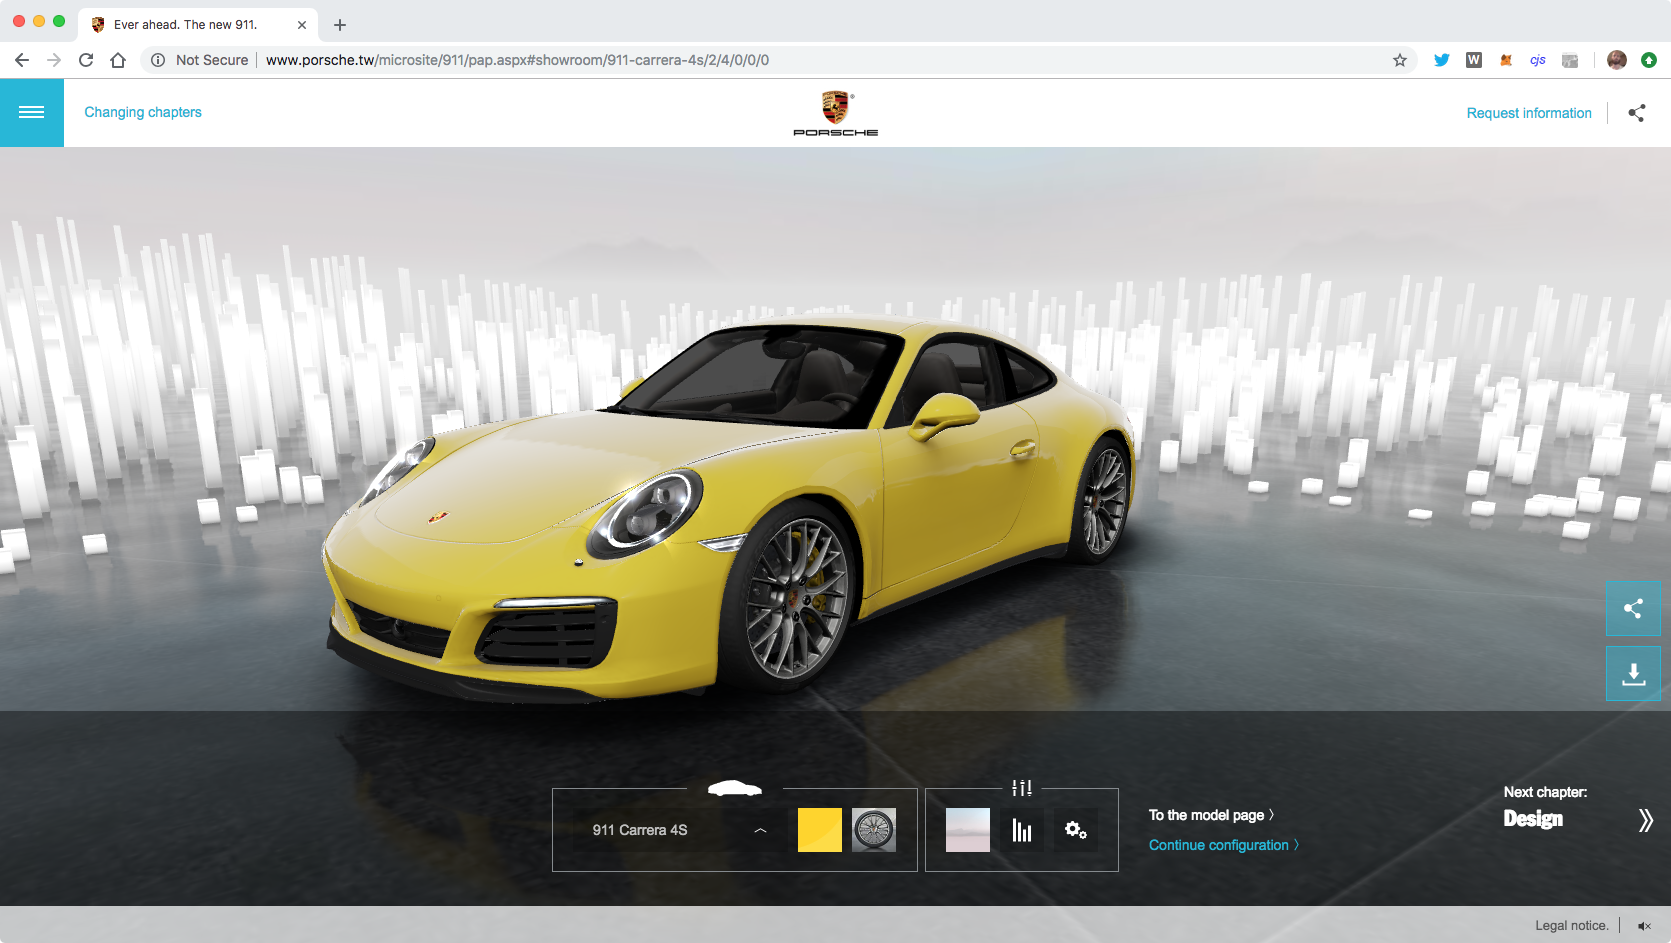 Ever ahead. The new 911.
Not Secure
www.porsche.tw/microsite/911/pap.aspx#showroom/911-carrera-4s/2/4/0/0/0
W
cjs
Changing chapters
PORSCHE
®
Request information
911 Carrera 4S
To the model page
Continue configuration
Next chapter:
Design
Legal notice.